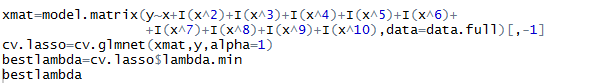 xmat=model.matrix(y~x+I(x^2)+I(x^3)+I(x^4)+I(x^5)+I(x^6)+
+I(x^7)+I(x^8)+I(x^9)+I(x^10),data=data.full)[,-1]
cv.lasso=cv.glmnet(xmat,y,alpha=1)
bestlambda=cv.lasso$lambda.min
bestlambda